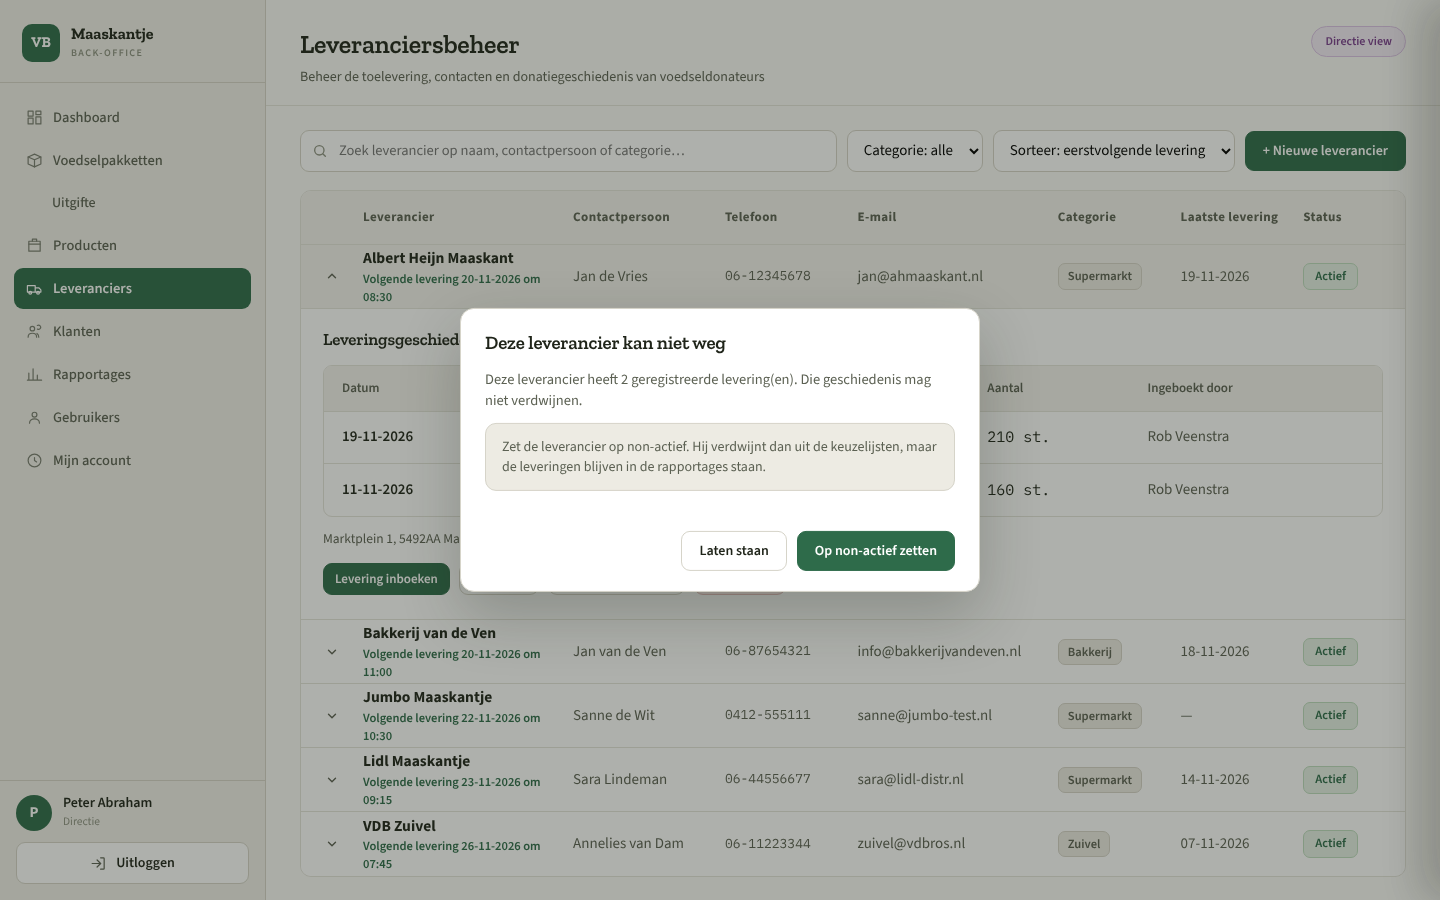 VB
Maaskantje
BACK-OFFICE
Dashboard
Voedselpakketten
Uitgifte
Producten
Leveranciers
Klanten
Rapportages
Gebruikers
Mijn account
P
Peter Abraham
Directie
Uitloggen
Leveranciersbeheer
Beheer de toelevering, contacten en donatiegeschiedenis van voedseldonateurs
Directie view
Zoek leverancier op naam, contactpersoon of categorie…
Categorie: alle
Sorteer: eerstvolgende levering
+ Nieuwe leverancier
Leverancier Contactpersoon Telefoon E-mail Categorie Laatste levering Status
Albert Heijn Maaskant
Volgende levering 20-11-2026 om
08:30
Jan de Vries 06-12345678 jan@ahmaaskant.nl Supermarkt 19-11-2026 Actief
Leveringsgeschied
Datum Aantal Ingeboekt door
19-11-2026 210 st. Rob Veenstra
11-11-2026 160 st. Rob Veenstra
Marktplein 1, 5492AA Ma
Levering inboeken
Deze leverancier kan niet weg
Deze leverancier heeft 2 geregistreerde levering(en). Die geschiedenis mag
niet verdwijnen.
Zet de leverancier op non-actief. Hij verdwijnt dan uit de keuzelijsten, maar
de leveringen blijven in de rapportages staan.
Laten staan
Op non-actief zetten
Bakkerij van de Ven
Volgende levering 20-11-2026 om
11:00
Jan van de Ven 06-87654321 info@bakkerijvandeven.nl Bakkerij 18-11-2026 Actief
Jumbo Maaskantje
Volgende levering 22-11-2026 om
10:30
Sanne de Wit 0412-555111 sanne@jumbo-test.nl Supermarkt — Actief
Lidl Maaskantje
Volgende levering 23-11-2026 om
09:15
Sara Lindeman 06-44556677 sara@lidl-distr.nl Supermarkt 14-11-2026 Actief
VDB Zuivel
Volgende levering 26-11-2026 om
07:45
Annelies van Dam 06-11223344 zuivel@vdbros.nl Zuivel 07-11-2026 Actief